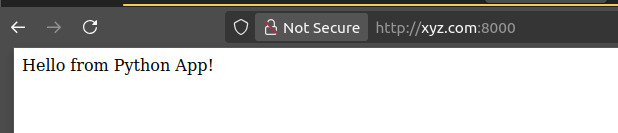 Not Secure http://xyz.com:8000
Hello from Python App!